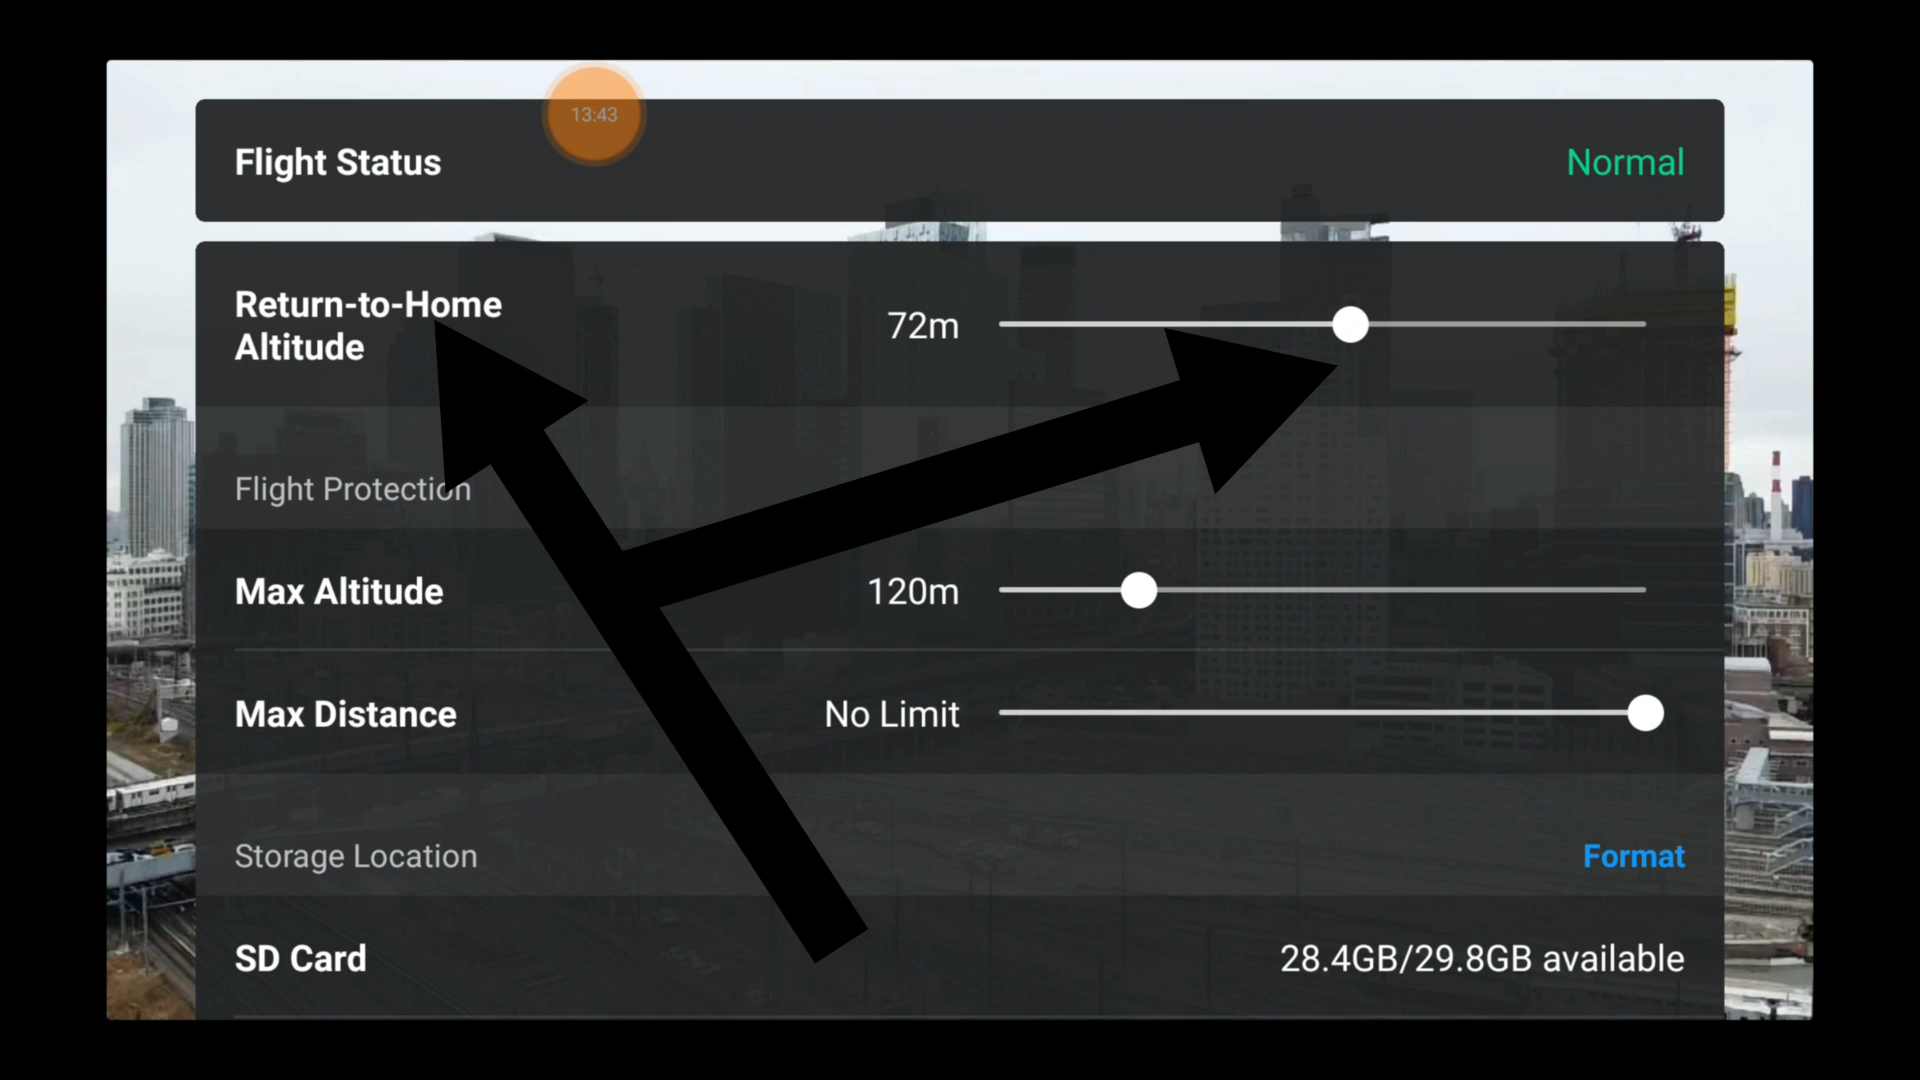 13:43
Flight Status Normal
Return-to-Home
Altitude
72m
Flight Protection
Max Altitude 120m
Max Distance No Limit
Storage Location Format
SD Card 28.4GB/29.8GB available